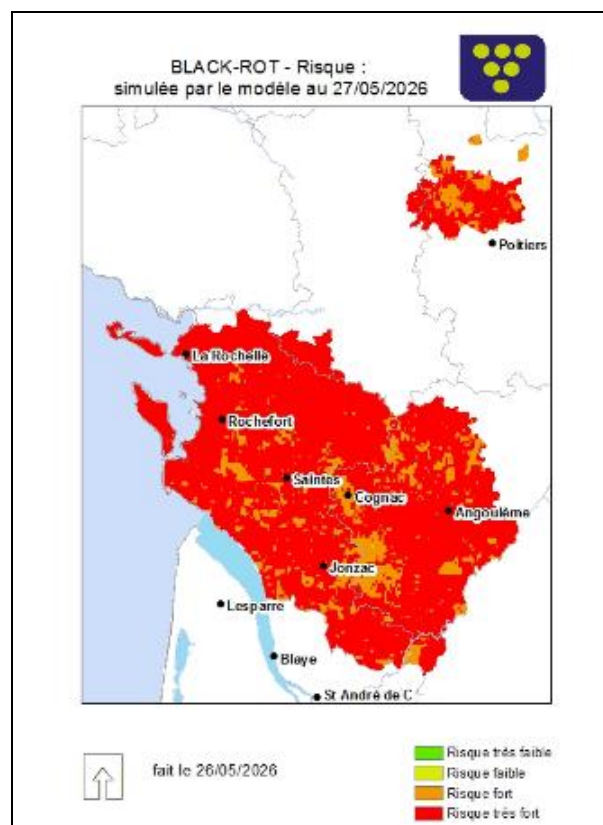 BLACK-ROT - Risque :
simulée par le modèle au 27/05/2026
Poitiers
La Rochelle
Rochefort
Saintes
Cognac
Angoulême
Jonzac
Lesparre
Blaye
St André de C
fait le 26/05/2026
Risque très faible
Risque faible
Risque fort
Risque très fort